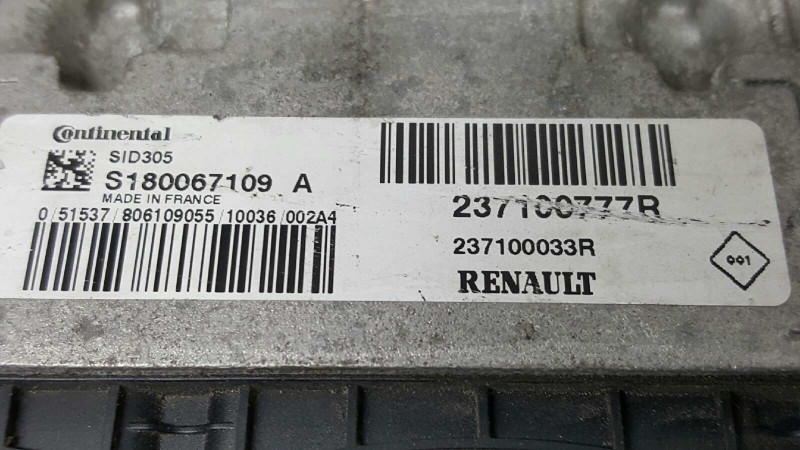 Continental
SID305
S180067109 A
MADE IN FRANCE
0/51537/806109055/10036/002A4
237100777R
237100033R
RENAULT
001